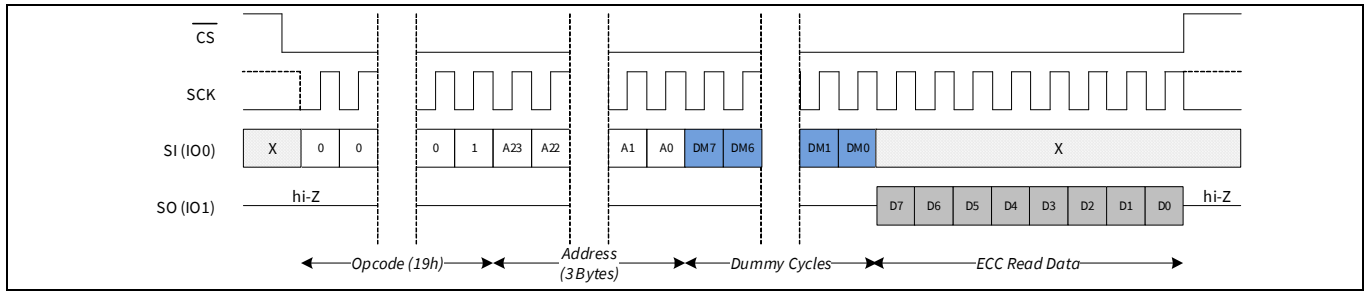 CS
SCK
SI (IO0) X 0 0 0 1 A23 A22 A1 A0 DM7 DM6 DM1 DM0 X
hi-Z hi-Z
SO (IO1) D7 D6 D5 D4 D3 D2 D1 D0
Opcode (19h) Address Dummy Cycles ECC Read Data
(3 Bytes)